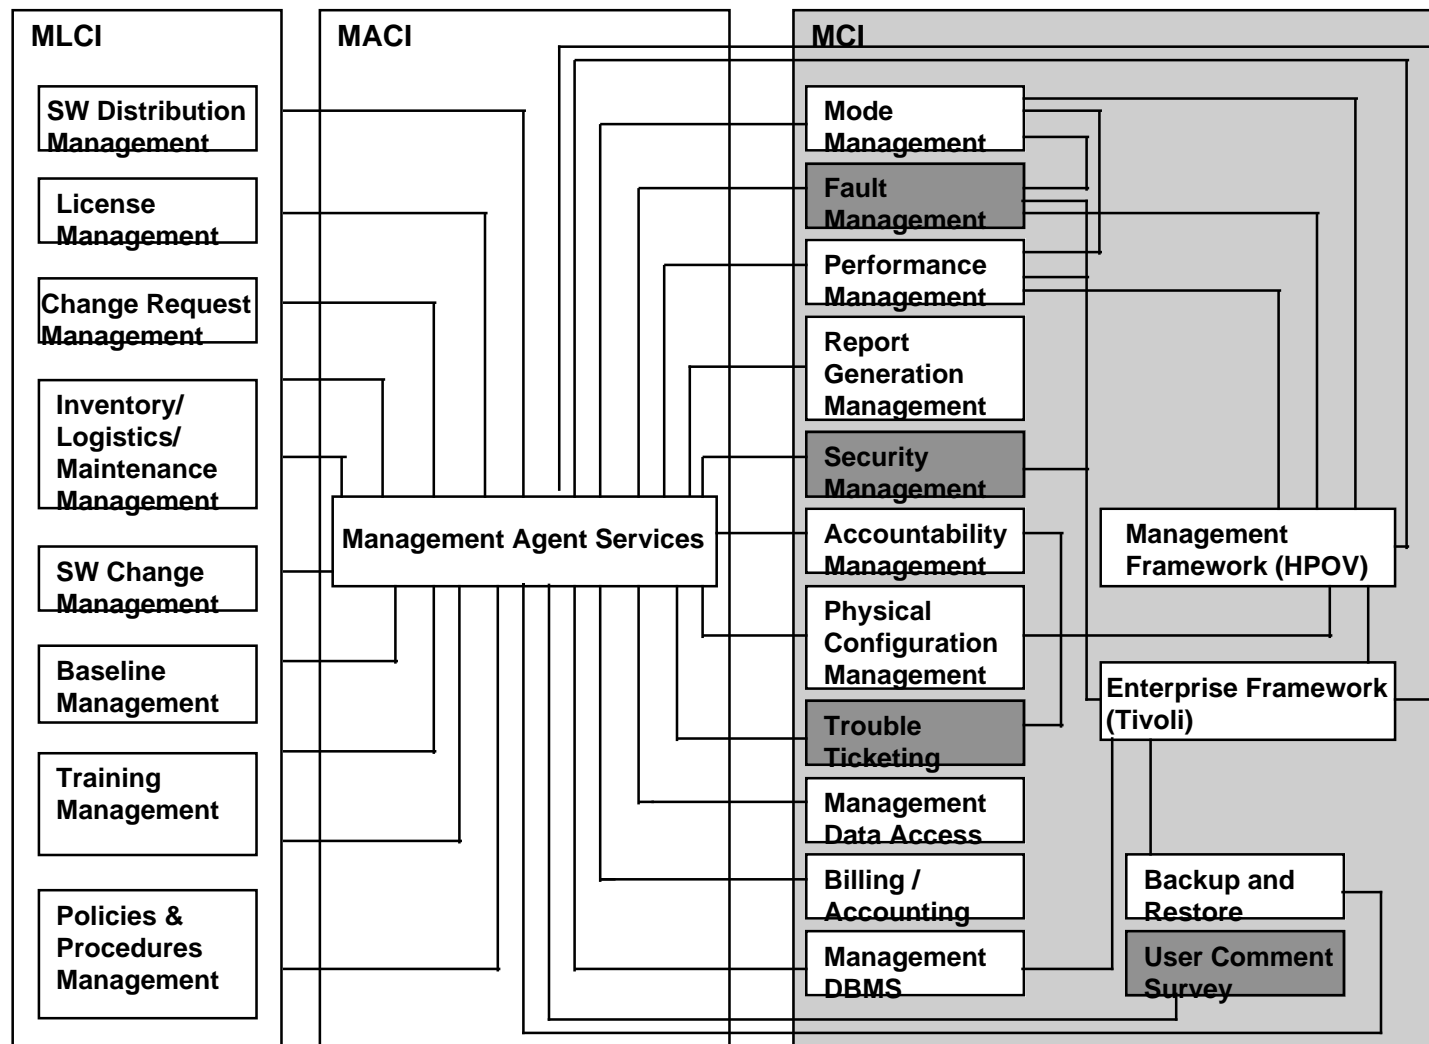 MLCI
SW Distribution
Management
License
Management
Change Request
Management
Inventory/
Logistics/
Maintenance
Management
SW Change
Management
Baseline
Management
Training
Management
Policies &
Procedures
Management
MACI
Management Agent Services
MCI
Mode
Management
Fault
Management
Performance
Management
Report
Generation
Management
Security
Management
Accountability
Management
Physical
Configuration
Management
Trouble
Ticketing
Management
Data Access
Billing /
Accounting
Management
DBMS
Management
Framework (HPOV)
Enterprise Framework
(Tivoli)
Backup and
Restore
User Comment
Survey